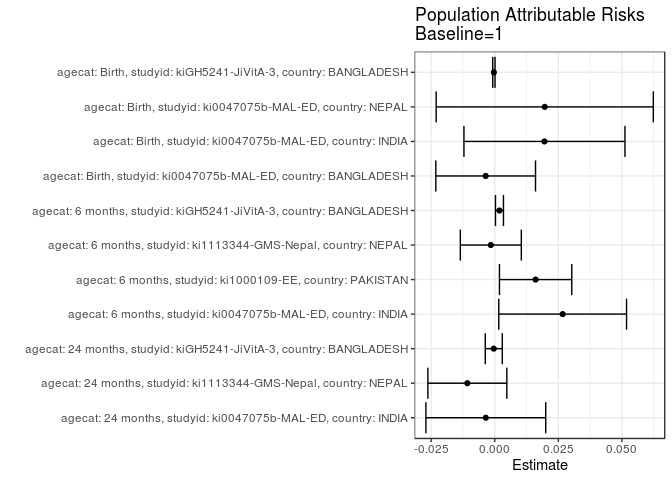 Population Attributable Risks
Baseline=1
agecat: Birth, studyid: kiGH5241-JiVitA-3, country: BANGLADESH
agecat: Birth, studyid: ki0047075b-MAL-ED, country: NEPAL
agecat: Birth, studyid: ki0047075b-MAL-ED, country: INDIA
agecat: Birth, studyid: ki0047075b-MAL-ED, country: BANGLADESH
agecat: 6 months, studyid: kiGH5241-JiVitA-3, country: BANGLADESH
agecat: 6 months, studyid: ki1113344-GMS-Nepal, country: NEPAL
agecat: 6 months, studyid: ki1000109-EE, country: PAKISTAN
agecat: 6 months, studyid: ki0047075b-MAL-ED, country: INDIA
agecat: 24 months, studyid: kiGH5241-JiVitA-3, country: BANGLADESH
agecat: 24 months, studyid: ki1113344-GMS-Nepal, country: NEPAL
agecat: 24 months, studyid: ki0047075b-MAL-ED, country: INDIA
-0.025 0.000 0.025 0.050
Estimate